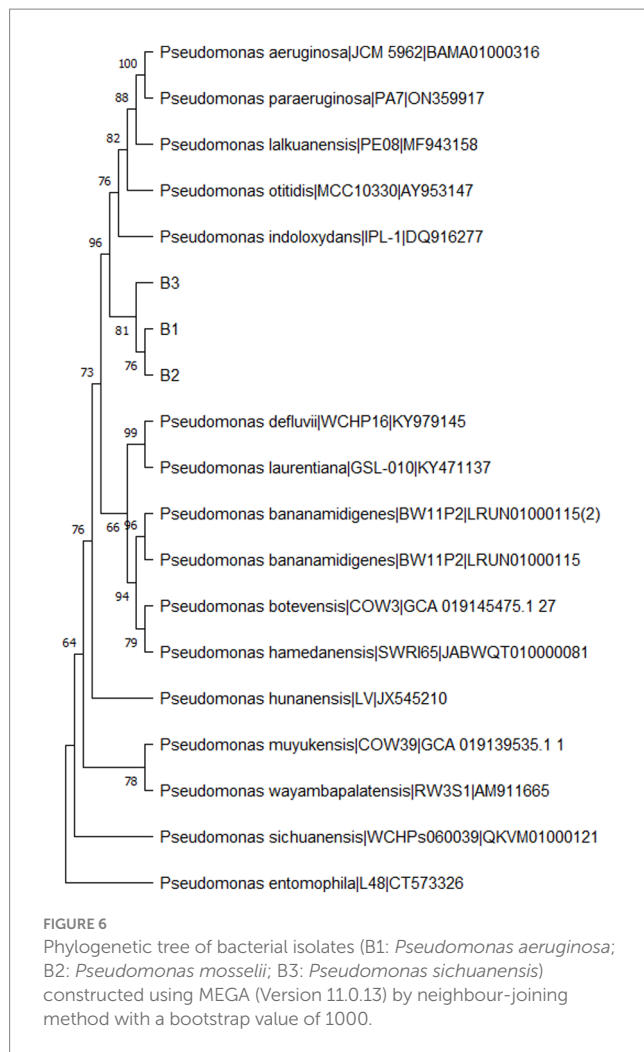 Pseudomonas aeruginosa|JCM 5962|BAMA01000316
100
Pseudomonas paraeruginosa|PA7|ON359917
88
Pseudomonas lalkuanensis|PE08|MF943158
82
Pseudomonas otitidis|MCC10330|AY953147
76
Pseudomonas indoloxydans|IPL-1|DQ916277
96
B3
81
B1
76
B2
73
Pseudomonas defluvii|WCHP16|KY979145
99
Pseudomonas laurentiana|GSL-010|KY471137
66
96
Pseudomonas bananamidigenes|BW11P2|LRUN01000115(2)
76
Pseudomonas bananamidigenes|BW11P2|LRUN01000115
94
Pseudomonas botevensis|COW3|GCA 019145475.1 27
79
Pseudomonas hamedanensis|SWRI65|JABWQT010000081
64
Pseudomonas hunanensis|LV|JX545210
Pseudomonas muyukensis|COW39|GCA 019139535.1 1
78
Pseudomonas wayambapalatensis|RW3S1|AM911665
Pseudomonas sichuanensis|WCHPs060039|QKVM01000121
Pseudomonas entomophila|L48|CT573326
FIGURE 6
Phylogenetic tree of bacterial isolates (B1: Pseudomonas aeruginosa;
B2: Pseudomonas mosselii; B3: Pseudomonas sichuanensis)
constructed using MEGA (Version 11.0.13) by neighbour-joining
method with a bootstrap value of 1000.